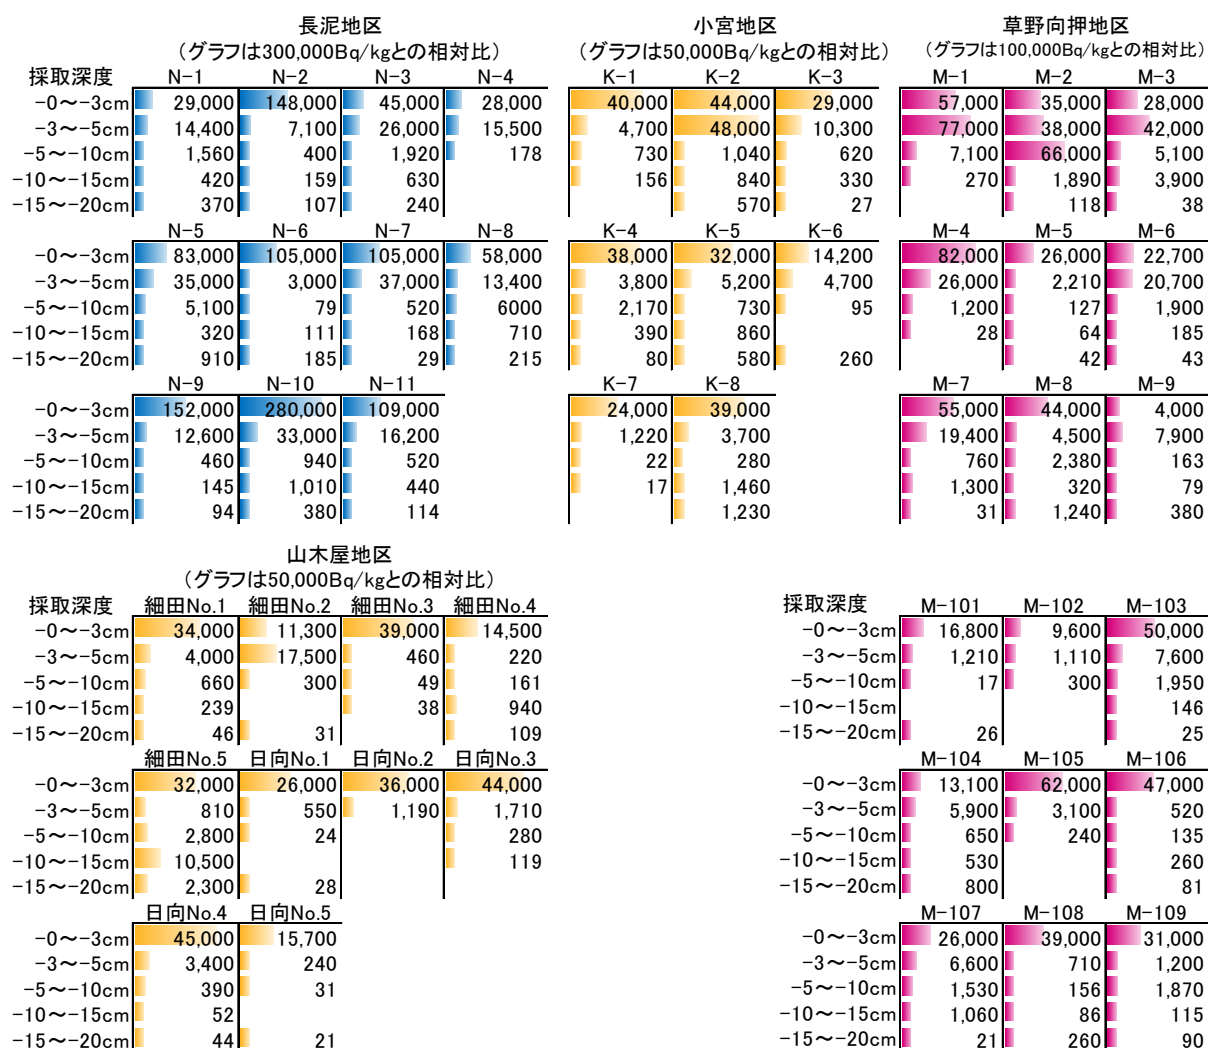 長泥地区
（グラフは300,000Bq/kgとの相対比）
採取深度 N-1 N-2 N-3 N-4
-0～-3cm 29,000 148,000 45,000 28,000
-3～-5cm 14,400 7,100 26,000 15,500
-5～-10cm 1,560 400 1,920 178
-10～-15cm 420 159 630
-15～-20cm 370 107 240
N-5 N-6 N-7 N-8
-0～-3cm 83,000 105,000 105,000 58,000
-3～-5cm 35,000 3,000 37,000 13,400
-5～-10cm 5,100 79 520 6000
-10～-15cm 320 111 168 710
-15～-20cm 910 185 29 215
N-9 N-10 N-11
-0～-3cm 152,000 280,000 109,000
-3～-5cm 12,600 33,000 16,200
-5～-10cm 460 940 520
-10～-15cm 145 1,010 440
-15～-20cm 94 380 114
小宮地区
（グラフは50,000Bq/kgとの相対比）
K-1 K-2 K-3
40,000 44,000 29,000
4,700 48,000 10,300
730 1,040 620
156 840 330
570 27
K-4 K-5 K-6
38,000 32,000 14,200
3,800 5,200 4,700
2,170 730 95
390 860
80 580 260
K-7 K-8
24,000 39,000
1,220 3,700
22 280
17 1,460
1,230
草野向押地区
（グラフは100,000Bq/kgとの相対比）
M-1 M-2 M-3
57,000 35,000 28,000
77,000 38,000 42,000
7,100 66,000 5,100
270 1,890 3,900
118 38
M-4 M-5 M-6
82,000 26,000 22,700
26,000 2,210 20,700
1,200 127 1,900
28 64 185
42 43
M-7 M-8 M-9
55,000 44,000 4,000
19,400 4,500 7,900
760 2,380 163
1,300 320 79
31 1,240 380
山木屋地区
（グラフは50,000Bq/kgとの相対比）
採取深度 細田No.1 細田No.2 細田No.3 細田No.4
-0～-3cm 34,000 11,300 39,000 14,500
-3～-5cm 4,000 17,500 460 220
-5～-10cm 660 300 49 161
-10～-15cm 239 38 940
-15～-20cm 46 31 109
細田No.5 日向No.1 日向No.2 日向No.3
-0～-3cm 32,000 26,000 36,000 44,000
-3～-5cm 810 550 1,190 1,710
-5～-10cm 2,800 24 280
-10～-15cm 10,500 119
-15～-20cm 2,300 28
日向No.4 日向No.5
-0～-3cm 45,000 15,700
-3～-5cm 3,400 240
-5～-10cm 390 31
-10～-15cm 52
-15～-20cm 44 21
採取深度 M-101 M-102 M-103
-0～-3cm 16,800 9,600 50,000
-3～-5cm 1,210 1,110 7,600
-5～-10cm 17 300 1,950
-10～-15cm 146
-15～-20cm 26 25
M-104 M-105 M-106
-0～-3cm 13,100 62,000 47,000
-3～-5cm 5,900 3,100 520
-5～-10cm 650 240 135
-10～-15cm 530 260
-15～-20cm 800 81
M-107 M-108 M-109
-0～-3cm 26,000 39,000 31,000
-3～-5cm 6,600 710 1,200
-5～-10cm 1,530 156 1,870
-10～-15cm 1,060 86 115
-15～-20cm 21 260 90